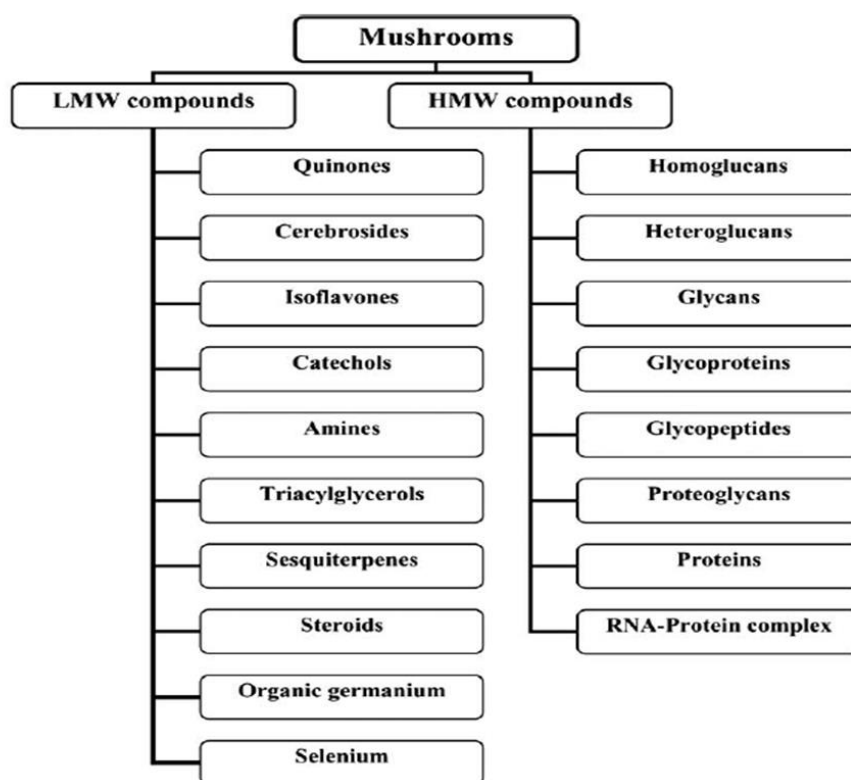 Mushrooms
LMW compounds
HMW compounds
Quinones
Cerebrosides
Isoflavones
Catechols
Amines
Triacylglycerols
Sesquiterpenes
Steroids
Organic germanium
Selenium
Homoglucans
Heteroglucans
Glycans
Glycoproteins
Glycopeptides
Proteoglycans
Proteins
RNA-Protein complex